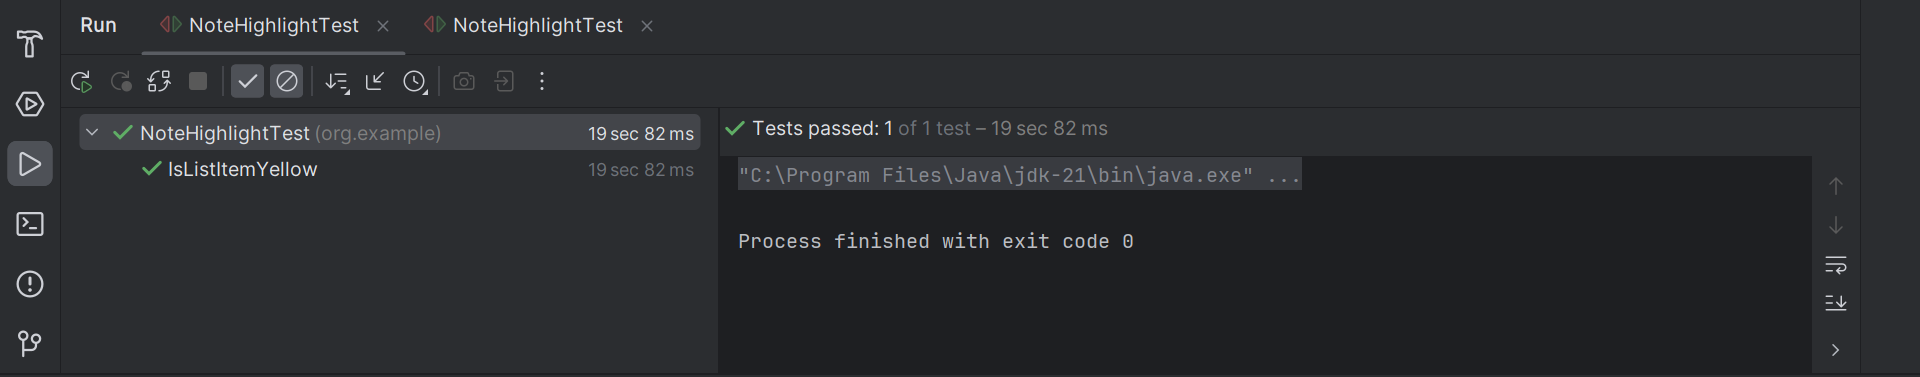 Run NoteHighlightTest NoteHighlightTest
NoteHighlightTest (org.example) 19 sec 82 ms
IsListItemYellow 19 sec 82 ms
Tests passed: 1 of 1 test – 19 sec 82 ms
"C:\Program Files\Java\jdk-21\bin\java.exe" ...
Process finished with exit code 0